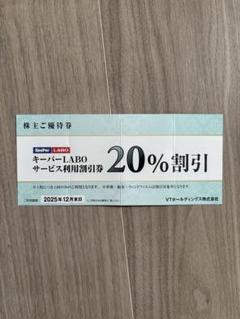 株主ご優待券
KeePer LABO
キーパーLABO
サービス利用割引券
20%割引
2025年12月末日
VTホールディングス株式会社